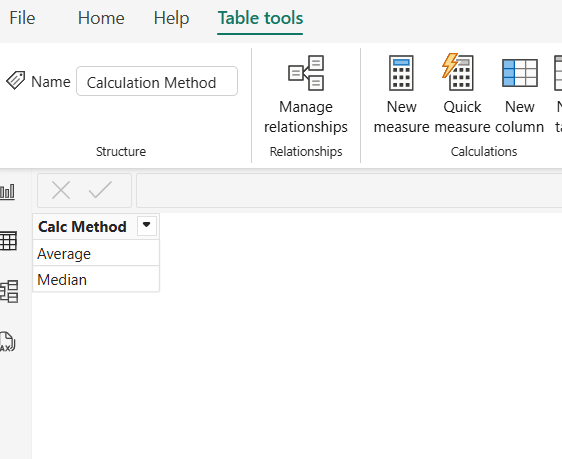 File Home Help Table tools
Name Calculation Method
Manage
relationships
New
measure
Quick
measure
New
column
Structure Relationships Calculations
Calc Method
Average
Median